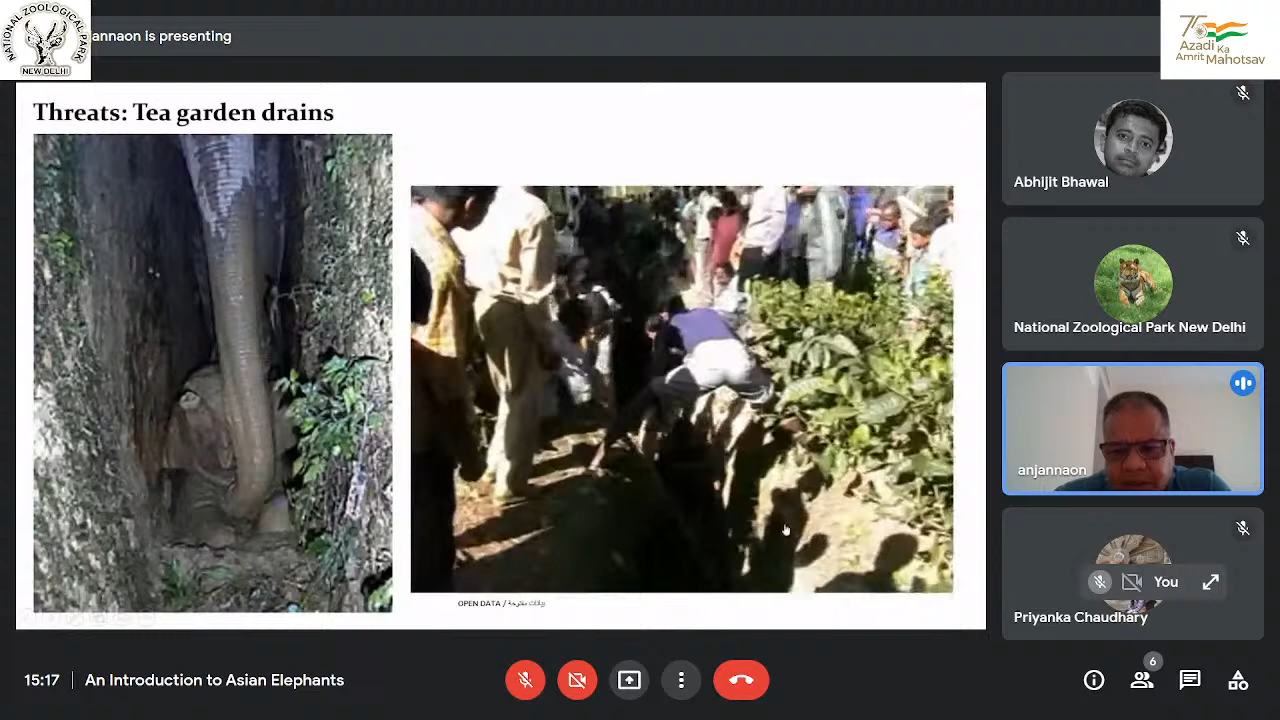 NATIONAL ZOOLOGICAL PARK
NEW DELHI
annaon is presenting
75
Azadi Ka
Amrit Mahotsav
Threats: Tea garden drains
OPEN DATA / بيانات مفتوحة
Abhijit Bhawal
National Zoological Park New Delhi
anjannaon
You
Priyanka Chaudhary
15:17 | An Introduction to Asian Elephants
6